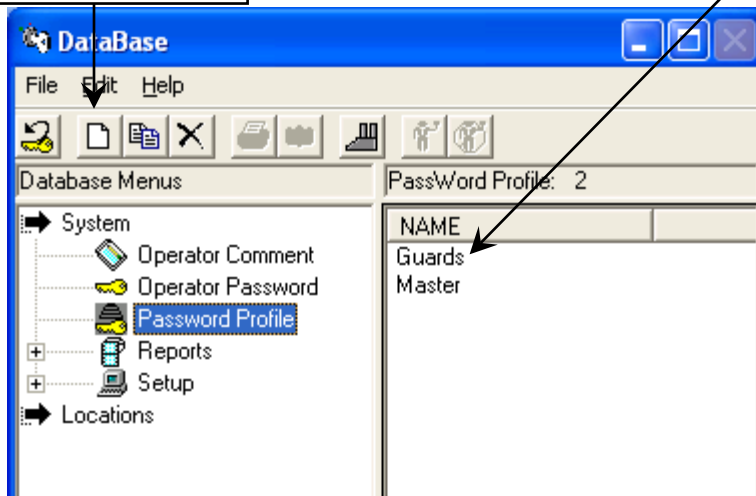 DataBase
File Edit Help
Database Menus
PassWord Profile: 2
System
Operator Comment
Operator Password
Password Profile
Reports
Setup
Locations
NAME
Guards
Master